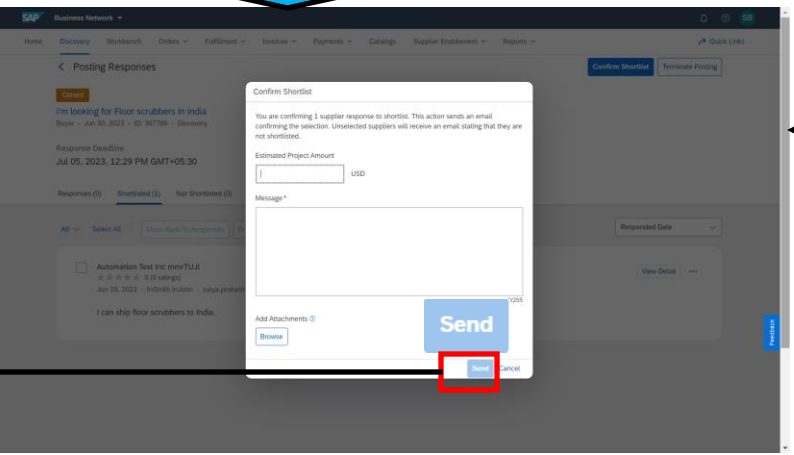 SAP Business Network
SB
Home Discovery Workbench Orders Fulfillment Invoices Payments Catalogs Supplier Enablement Reports Quick Links
Posting Responses
Confirm Shortlist Terminate Posting
Closed
I'm looking for Floor scrubbers in India
Buyer - Jun 30, 2023 - ID: 367788 - Discovery
Response Deadline
Jul 05, 2023, 12:29 PM GMT+05:30
Responses (0) Shortlisted (1) Not Shortlisted (0)
All Select All Move Back To Responses
Responded Date
Automation Test Inc mmrTUJI
0 (0 ratings)
View Detail
I can ship floor scrubbers to India.
Confirm Shortlist
You are confirming 1 supplier response to shortlist. This action sends an email
confirming the selection. Unselected suppliers will receive an email stating that they are
not shortlisted.
Estimated Project Amount
USD
Message*
0/255
Add Attachments
Browse
Send
Send Cancel
Feedback